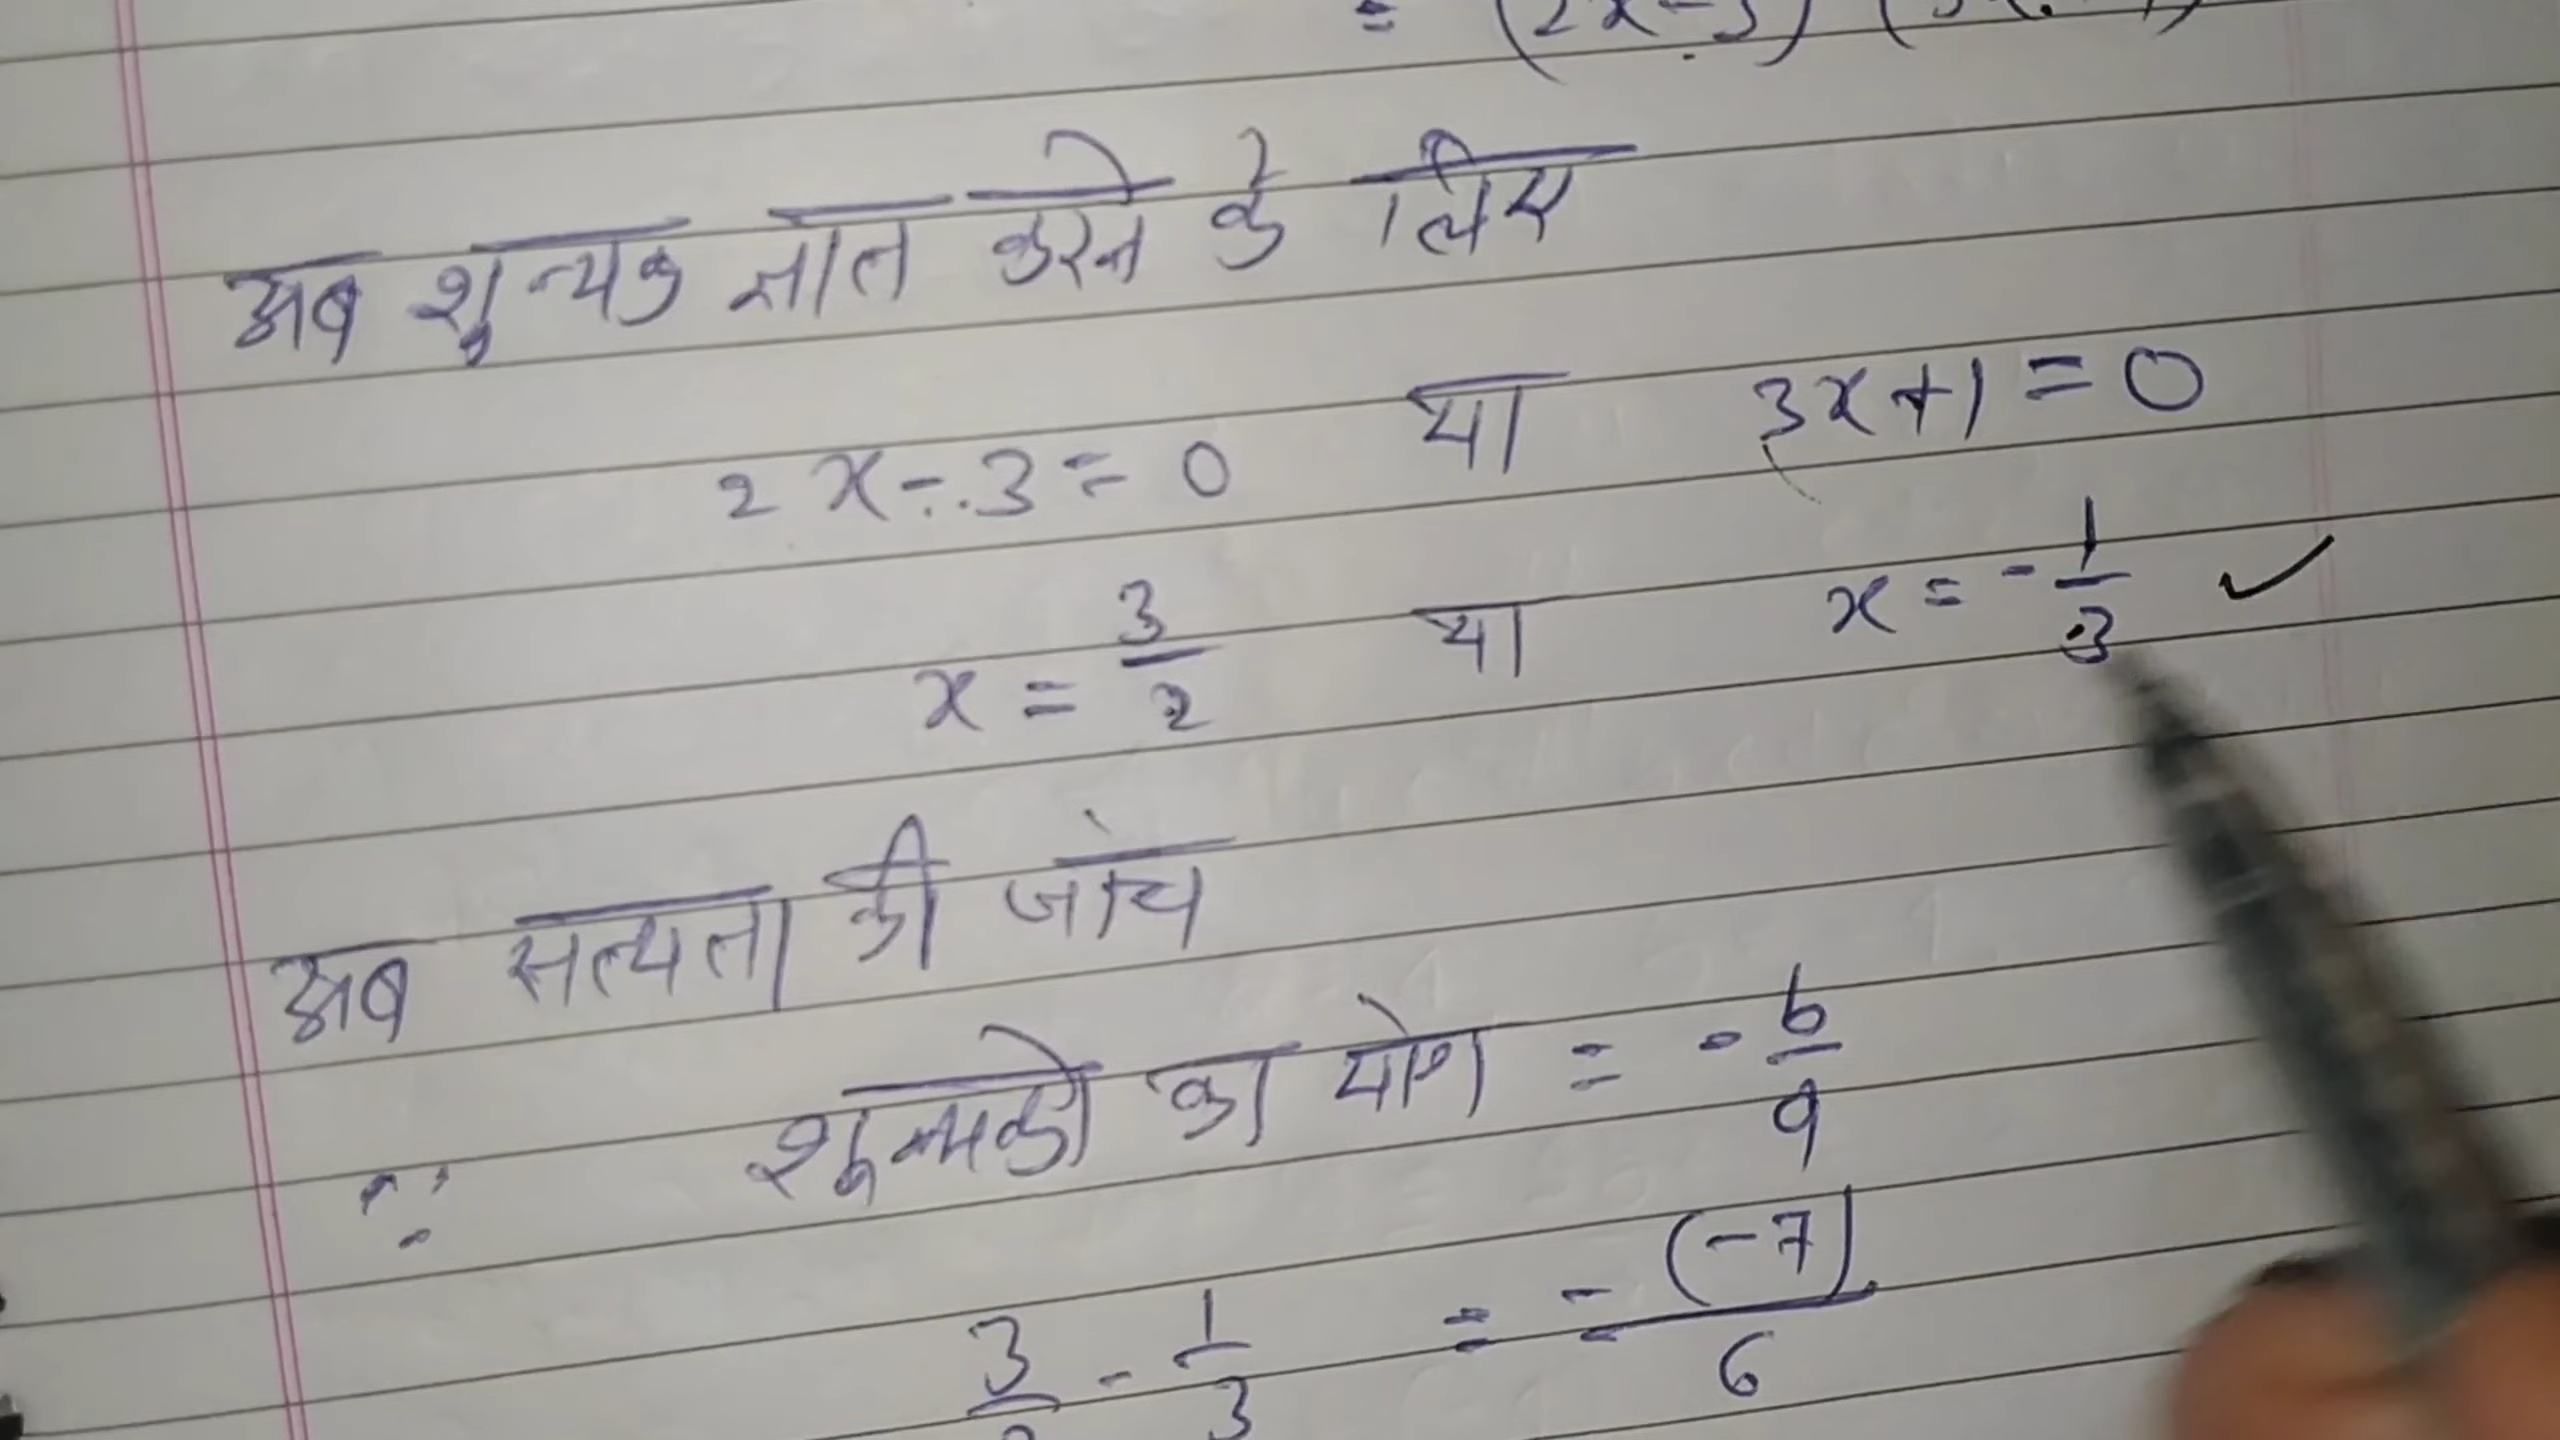 = (2x-3) (3x+1)
अब शून्यक ज्ञात करने के लिए
2x-3=0 या 3x+1=0
x = 3/2 या x = -1/3 ✓
अब सत्यता की जांच
शून्यको का योग = -b/a
∵
3/2 - 1/3 = -(-7)/6